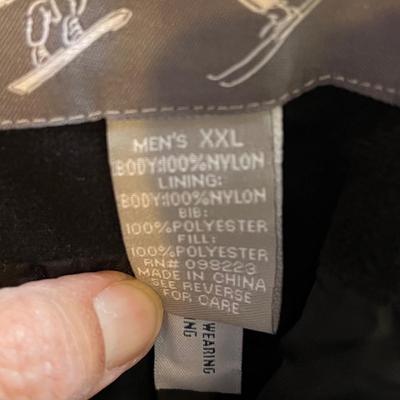 MEN'S XXL
BODY:100%NYLON
LINING:
BODY:100%NYLON
BIB:
100%POLYESTER
FILL:
100%POLYESTER
RN# 098223
MADE IN CHINA
SEE REVERSE
FOR CARE
WEARING